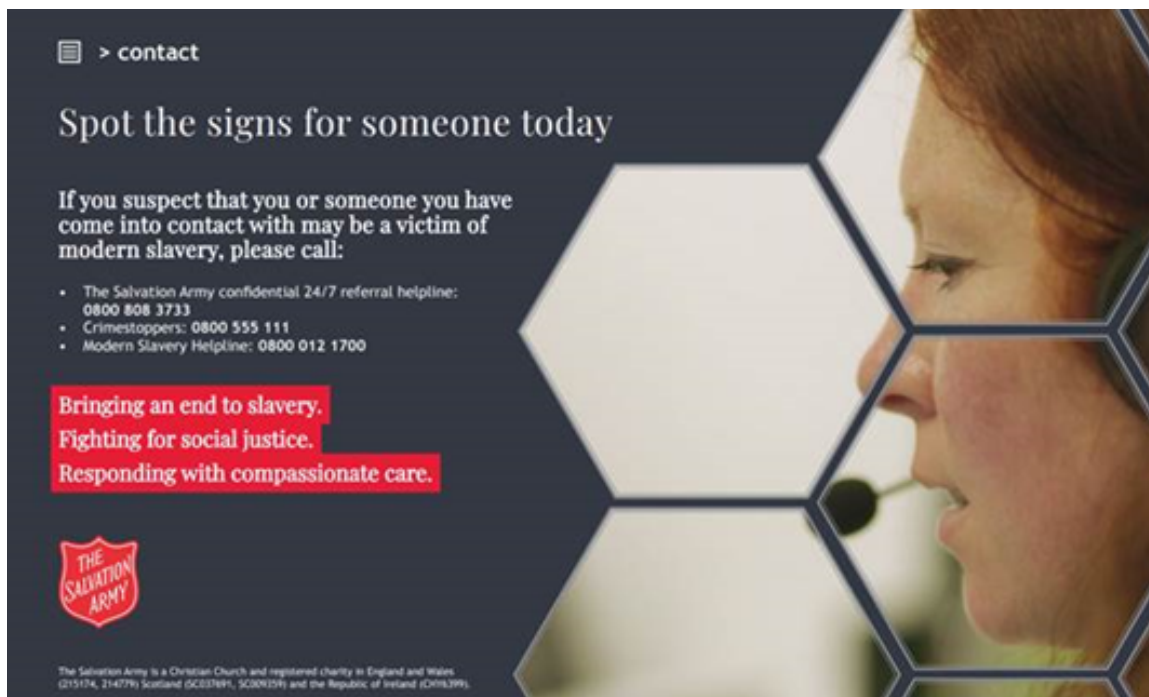 > contact
Spot the signs for someone today
If you suspect that you or someone you have
come into contact with may be a victim of
modern slavery, please call:
• The Salvation Army confidential 24/7 referral helpline:
0800 808 3733
• Crimestoppers: 0800 555 111
• Modern Slavery Helpline: 0800 012 1700
Bringing an end to slavery.
Fighting for social justice.
Responding with compassionate care.
THE
SALVATION
ARMY
The Salvation Army is a Christian Church and registered charity in England and Wales
(215174, 214779) Scotland (SC037691, SC009359) and the Republic of Ireland (CHY6399).